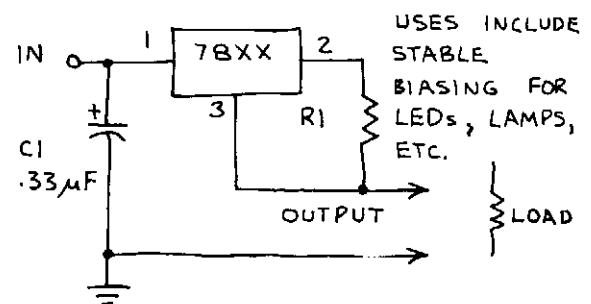 IN
1
78XX
2
3
+
C1
.33µF
R1
USES INCLUDE
STABLE
BIASING FOR
LEDs, LAMPS,
ETC.
OUTPUT
LOAD